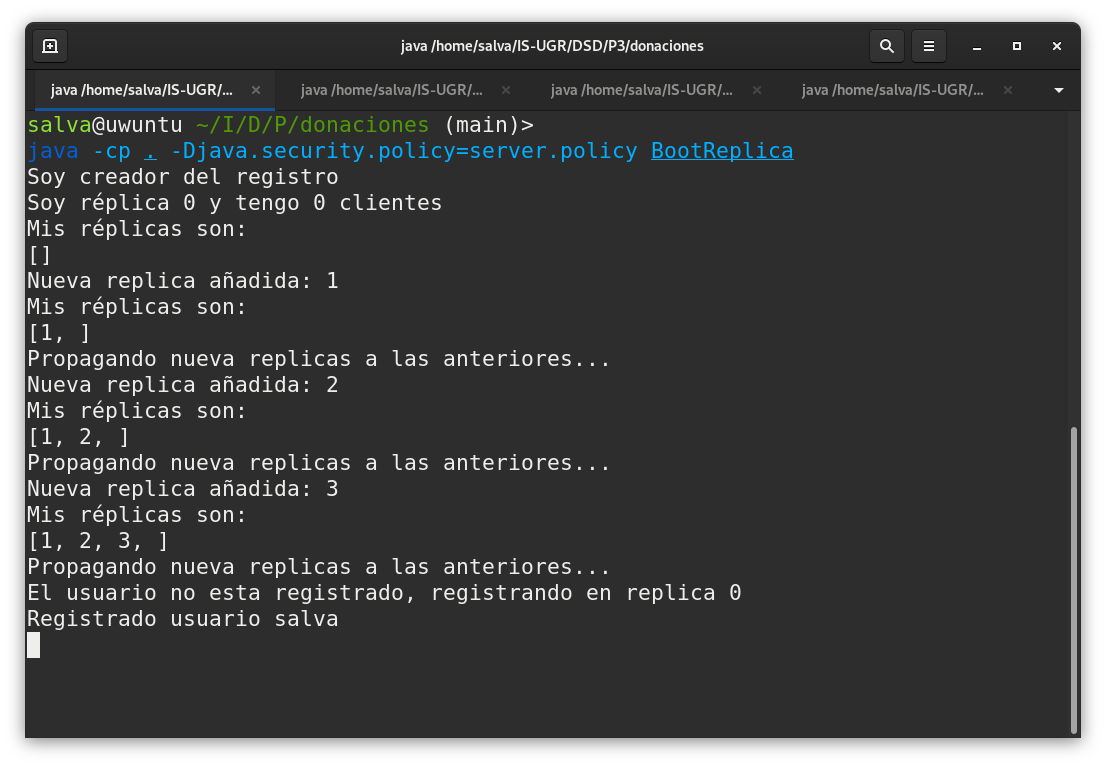 java /home/salva/IS-UGR/DSD/P3/donaciones
java /home/salva/IS-UGR/... java /home/salva/IS-UGR/... java /home/salva/IS-UGR/... java /home/salva/IS-UGR/...
salva@uwuntu ~/I/D/P/donaciones (main)>
java -cp . -Djava.security.policy=server.policy BootReplica
Soy creador del registro
Soy réplica 0 y tengo 0 clientes
Mis réplicas son:
[]
Nueva replica añadida: 1
Mis réplicas son:
[1, ]
Propagando nueva replicas a las anteriores...
Nueva replica añadida: 2
Mis réplicas son:
[1, 2, ]
Propagando nueva replicas a las anteriores...
Nueva replica añadida: 3
Mis réplicas son:
[1, 2, 3, ]
Propagando nueva replicas a las anteriores...
El usuario no esta registrado, registrando en replica 0
Registrado usuario salva